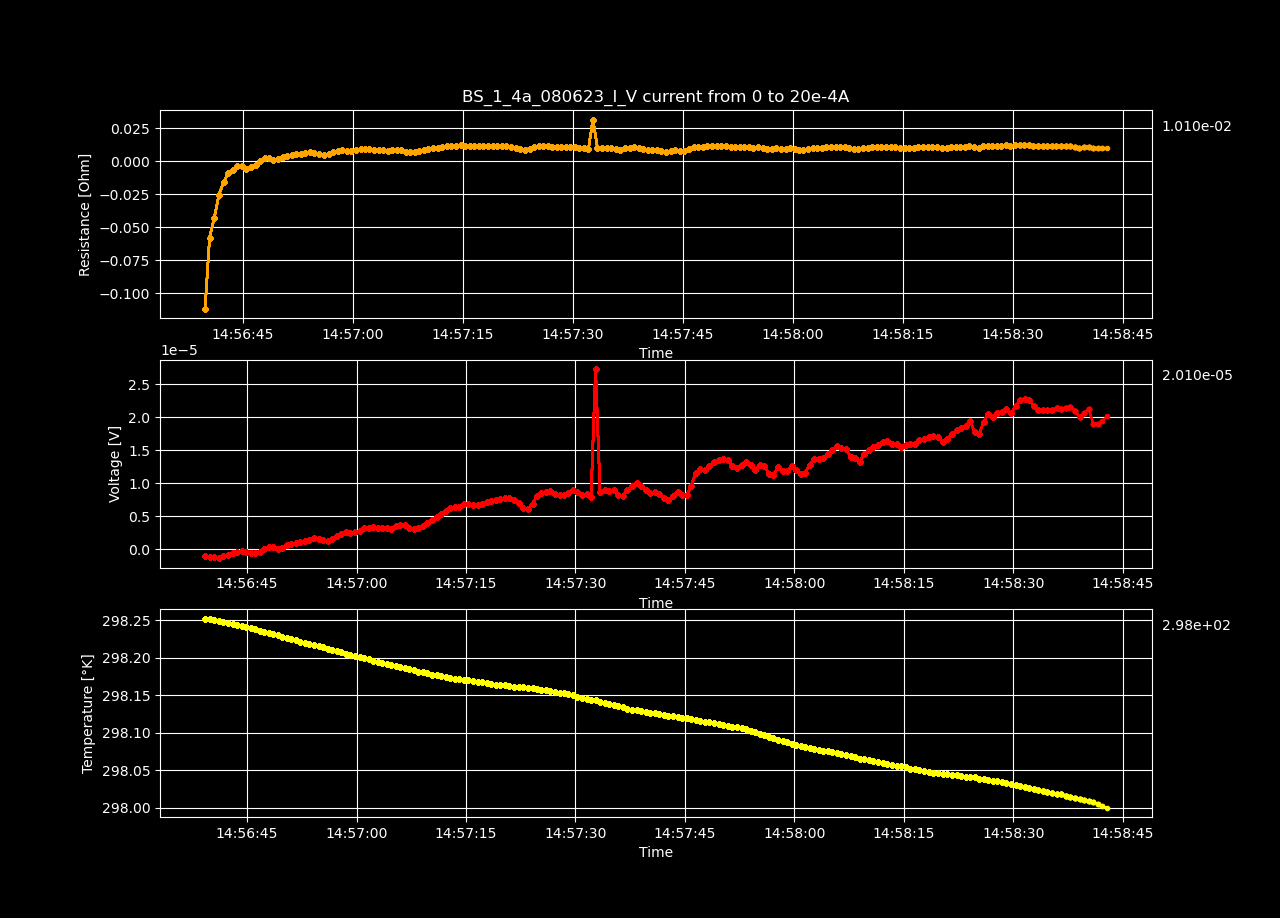 BS_1_4a_080623_I_V current from 0 to 20e-4A
1.010e-02
0.025
0.000
−0.025
−0.050
−0.075
−0.100
Resistance [Ohm]
14:56:45 14:57:00 14:57:15 14:57:30 14:57:45 14:58:00 14:58:15 14:58:30 14:58:45
Time
1e−5
2.010e-05
2.5
2.0
1.5
1.0
0.5
0.0
Voltage [V]
14:56:45 14:57:00 14:57:15 14:57:30 14:57:45 14:58:00 14:58:15 14:58:30 14:58:45
Time
2.98e+02
298.25
298.20
298.15
298.10
298.05
298.00
Temperature [°K]
14:56:45 14:57:00 14:57:15 14:57:30 14:57:45 14:58:00 14:58:15 14:58:30 14:58:45
Time